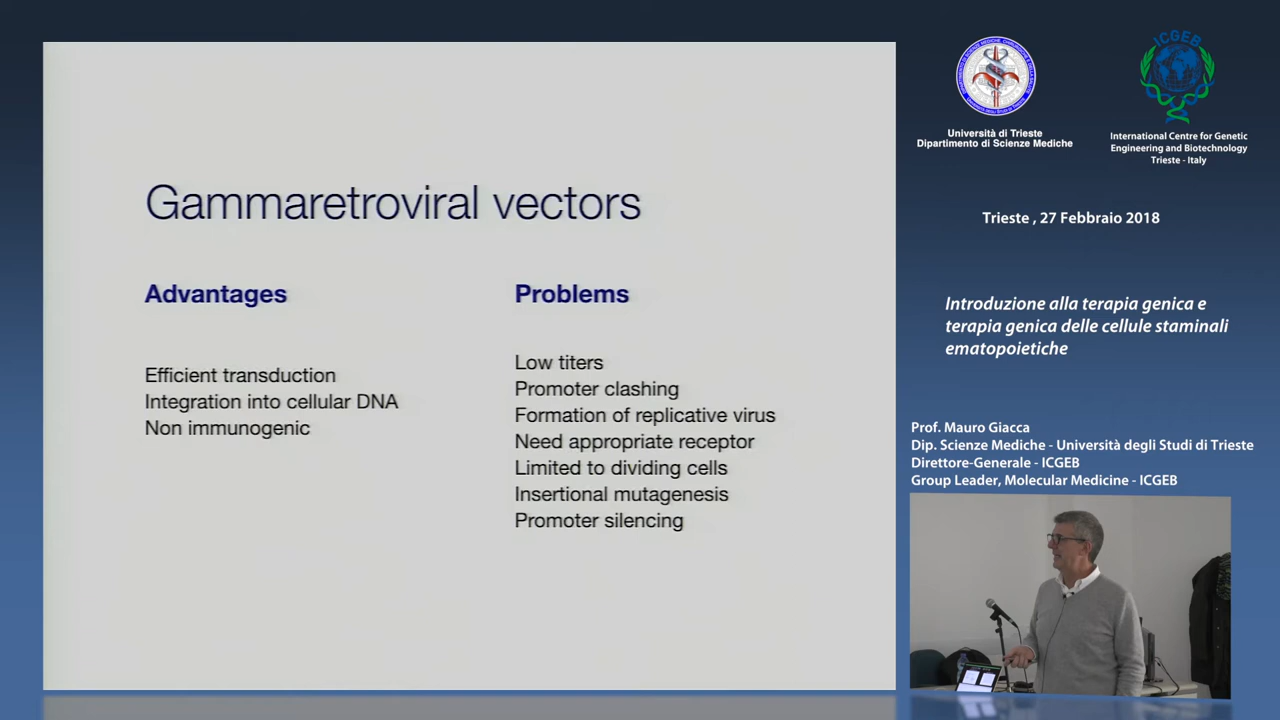 Gammaretroviral vectors
Advantages
Efficient transduction
Integration into cellular DNA
Non immunogenic
Problems
Low titers
Promoter clashing
Formation of replicative virus
Need appropriate receptor
Limited to dividing cells
Insertional mutagenesis
Promoter silencing
Università di Trieste
Dipartimento di Scienze Mediche
ICGEB
International Centre for Genetic
Engineering and Biotechnology
Trieste - Italy
Trieste , 27 Febbraio 2018
Introduzione alla terapia genica e
terapia genica delle cellule staminali
ematopoietiche
Prof. Mauro Giacca
Dip. Scienze Mediche - Università degli Studi di Trieste
Direttore-Generale - ICGEB
Group Leader, Molecular Medicine - ICGEB